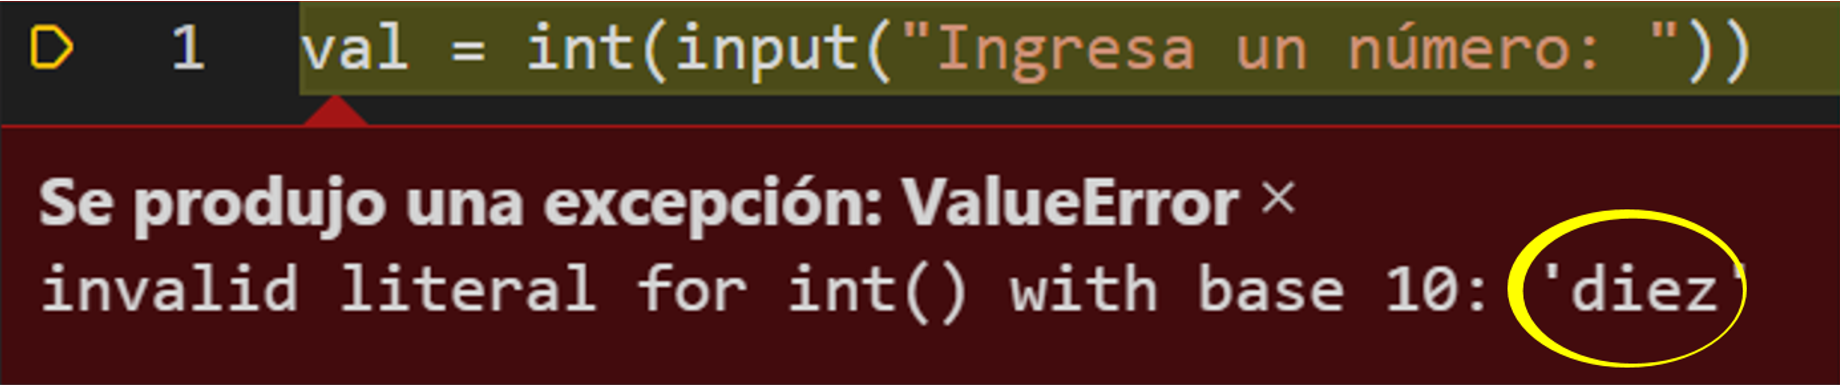 1 val = int(input("Ingresa un número: "))
Se produjo una excepción: ValueError ×
invalid literal for int() with base 10: 'diez'